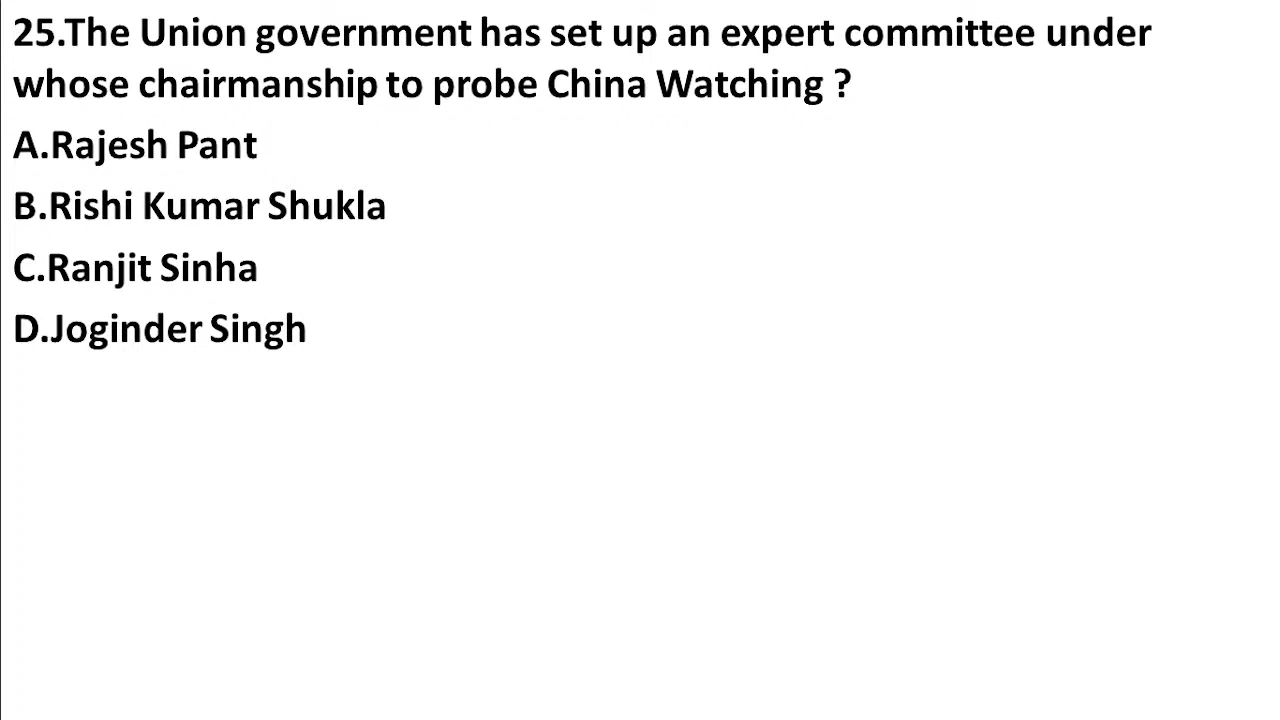 25.The Union government has set up an expert committee under
whose chairmanship to probe China Watching ?
A.Rajesh Pant
B.Rishi Kumar Shukla
C.Ranjit Sinha
D.Joginder Singh